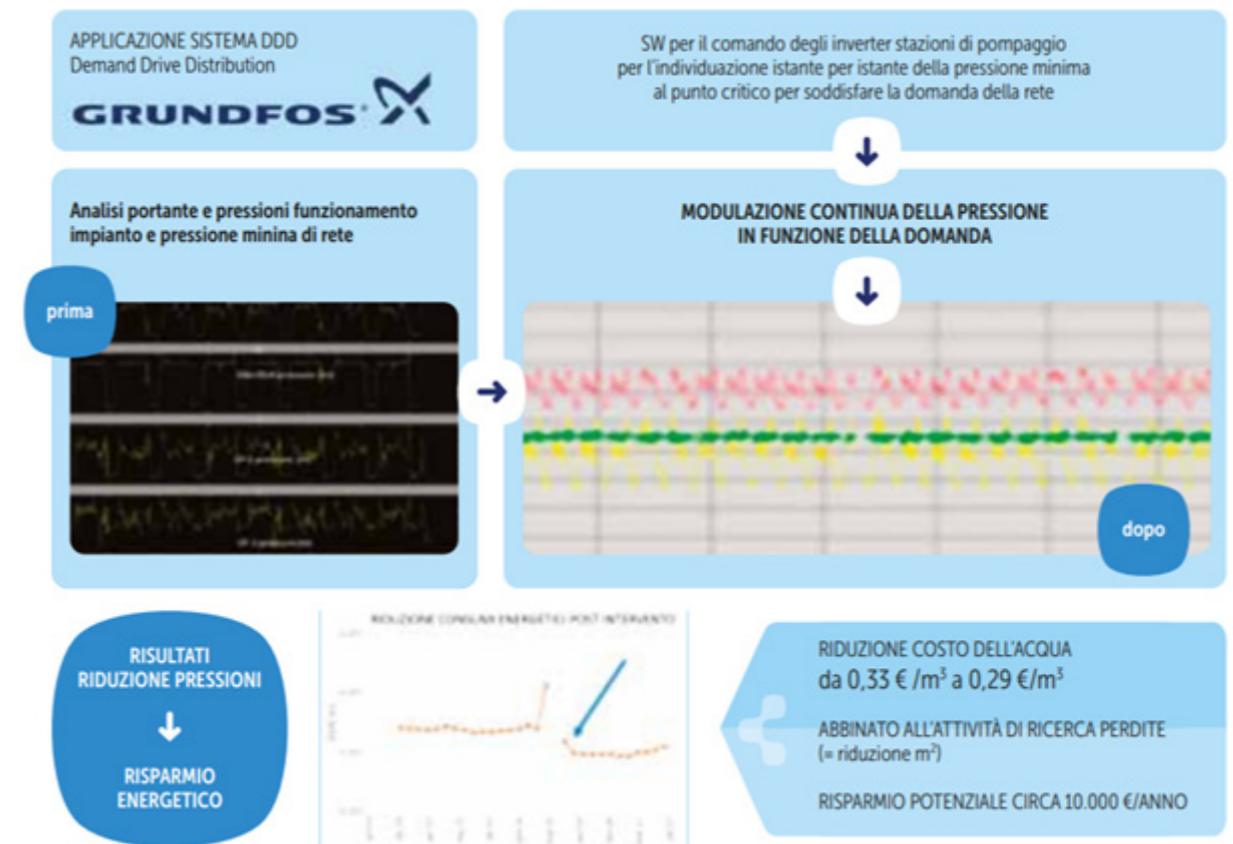 APPLICAZIONE SISTEMA DDD
Demand Drive Distribution
GRUNDFOS
SW per il comando degli inverter stazioni di pompaggio
per l'individuazione istante per istante della pressione minima
al punto critico per soddisfare la domanda della rete
Analisi portante e pressioni funzionamento
impianto e pressione minina di rete
prima
MODULAZIONE CONTINUA DELLA PRESSIONE
IN FUNZIONE DELLA DOMANDA
dopo
RISULTATI
RIDUZIONE PRESSIONI
RISPARMIO
ENERGETICO
RIDUZIONE CONSUMI ENERGETICI POST INTERVENTO
RIDUZIONE COSTO DELL'ACQUA
da 0,33 € /m³ a 0,29 €/m³
ABBINATO ALL'ATTIVITÀ DI RICERCA PERDITE
(= riduzione m²)
RISPARMIO POTENZIALE CIRCA 10.000 €/ANNO